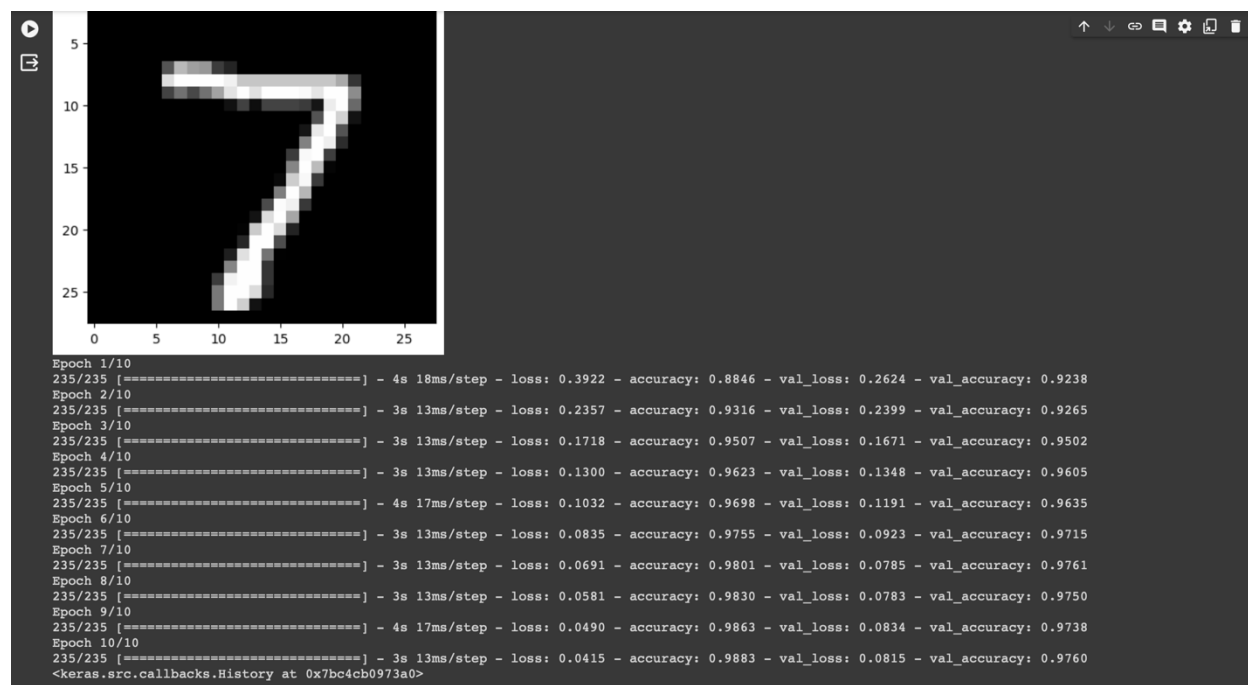 5
10
15
20
25
0 5 10 15 20 25
Epoch 1/10
235/235 [==============================] - 4s 18ms/step - loss: 0.3922 - accuracy: 0.8846 - val_loss: 0.2624 - val_accuracy: 0.9238
Epoch 2/10
235/235 [==============================] - 3s 13ms/step - loss: 0.2357 - accuracy: 0.9316 - val_loss: 0.2399 - val_accuracy: 0.9265
Epoch 3/10
235/235 [==============================] - 3s 13ms/step - loss: 0.1718 - accuracy: 0.9507 - val_loss: 0.1671 - val_accuracy: 0.9502
Epoch 4/10
235/235 [==============================] - 3s 13ms/step - loss: 0.1300 - accuracy: 0.9623 - val_loss: 0.1348 - val_accuracy: 0.9605
Epoch 5/10
235/235 [==============================] - 4s 17ms/step - loss: 0.1032 - accuracy: 0.9698 - val_loss: 0.1191 - val_accuracy: 0.9635
Epoch 6/10
235/235 [==============================] - 3s 13ms/step - loss: 0.0835 - accuracy: 0.9755 - val_loss: 0.0923 - val_accuracy: 0.9715
Epoch 7/10
235/235 [==============================] - 3s 13ms/step - loss: 0.0691 - accuracy: 0.9801 - val_loss: 0.0785 - val_accuracy: 0.9761
Epoch 8/10
235/235 [==============================] - 3s 13ms/step - loss: 0.0581 - accuracy: 0.9830 - val_loss: 0.0783 - val_accuracy: 0.9750
Epoch 9/10
235/235 [==============================] - 4s 17ms/step - loss: 0.0490 - accuracy: 0.9863 - val_loss: 0.0834 - val_accuracy: 0.9738
Epoch 10/10
235/235 [==============================] - 3s 13ms/step - loss: 0.0415 - accuracy: 0.9883 - val_loss: 0.0815 - val_accuracy: 0.9760
<keras.src.callbacks.History at 0x7bc4cb0973a0>